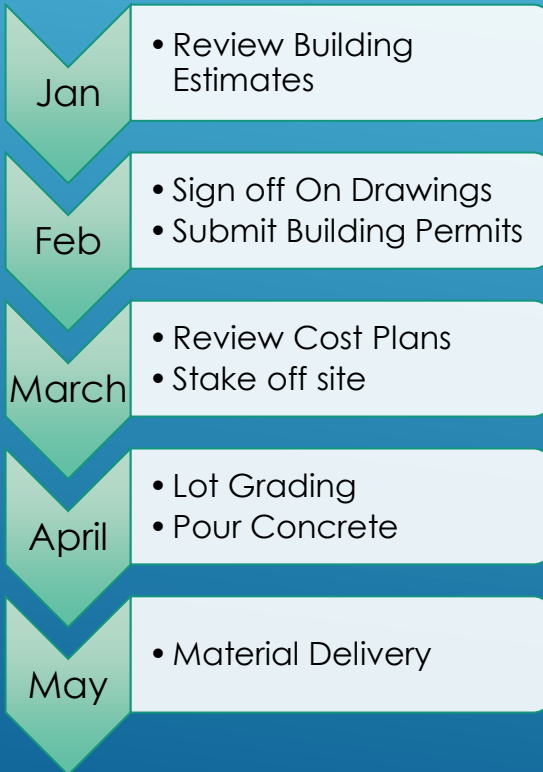 Jan
• Review Building
Estimates
Feb
• Sign off On Drawings
• Submit Building Permits
March
• Review Cost Plans
• Stake off site
April
• Lot Grading
• Pour Concrete
May
• Material Delivery